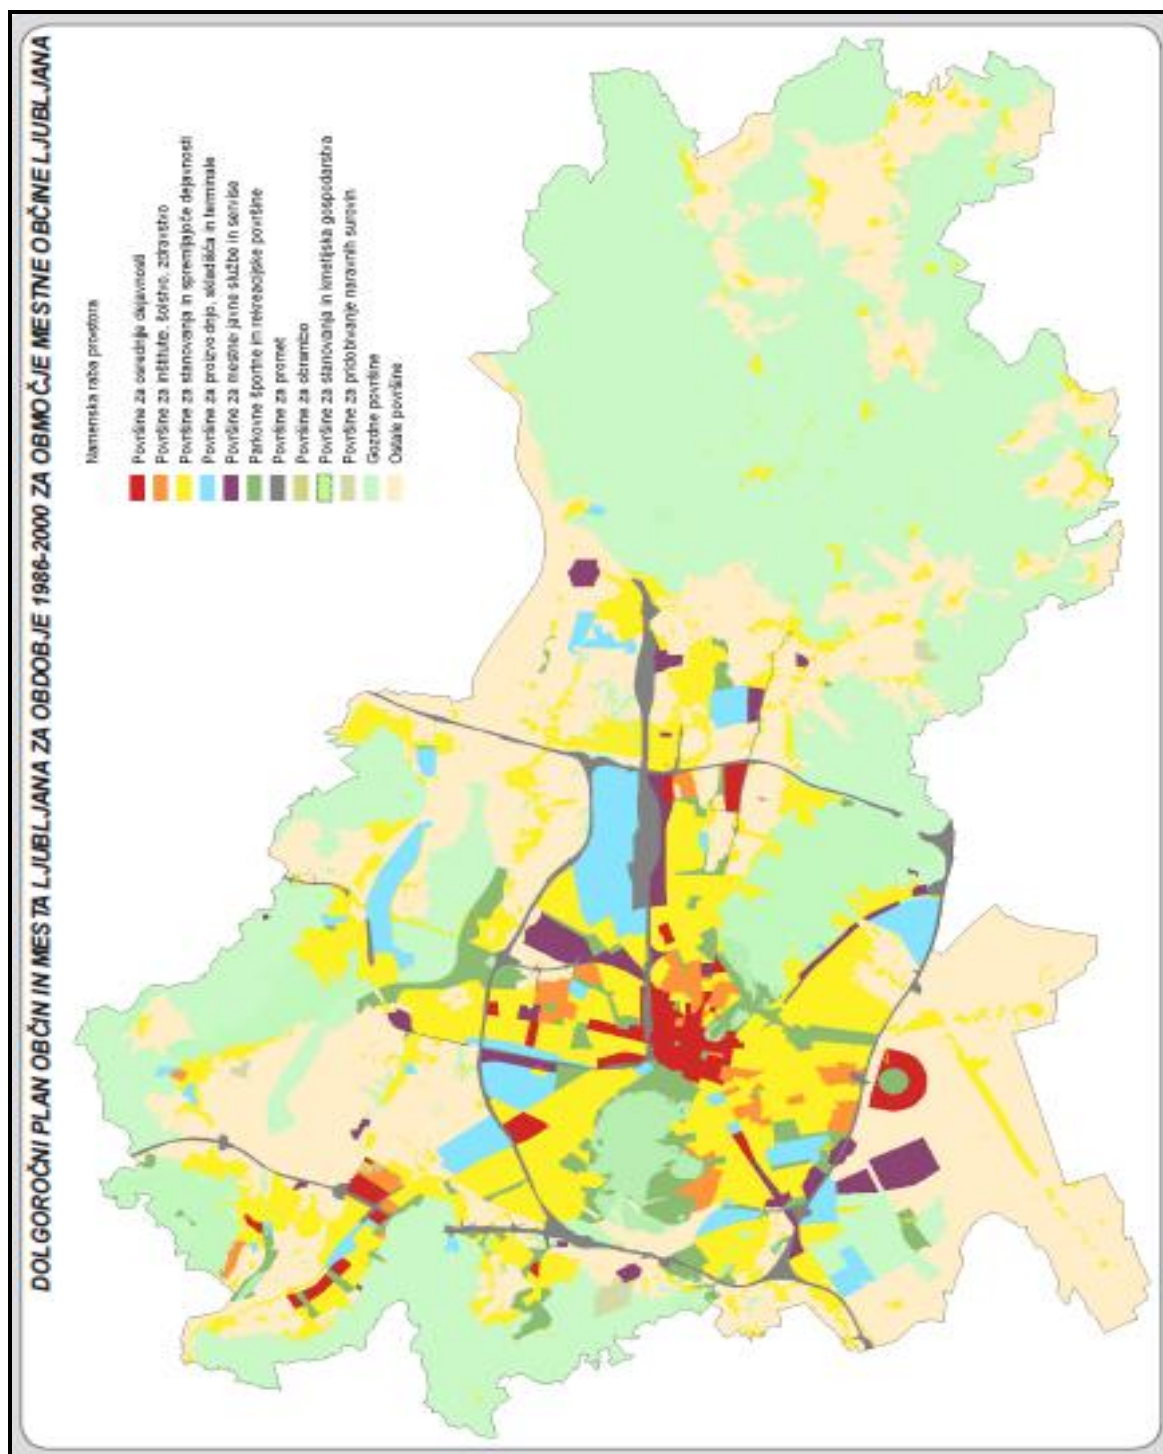 DOLGOROČNI PLAN OBČIN IN MESTA LJUBLJANA ZA OBDOBJE 1986-2000 ZA OBMOČJE MESTNE OBČINE LJUBLJANA
Namenska raba prostora
Površine za osrednje dejavnosti
Površine za inštitute, šolstvo, zdravstvo
Površine za stanovanja in spremljajoče dejavnosti
Površine za proizvodnjo, skladišča in terminale
Površine za mestne javne službe in servise
Parkovne športne im rekreacijske površine
Površine za promet
Površine za obrambo
Površine za stanovanja in kmetijska gospodarstva
Površine za pridobivanje naravnih surovin
Gozdne površine
Ostale površine